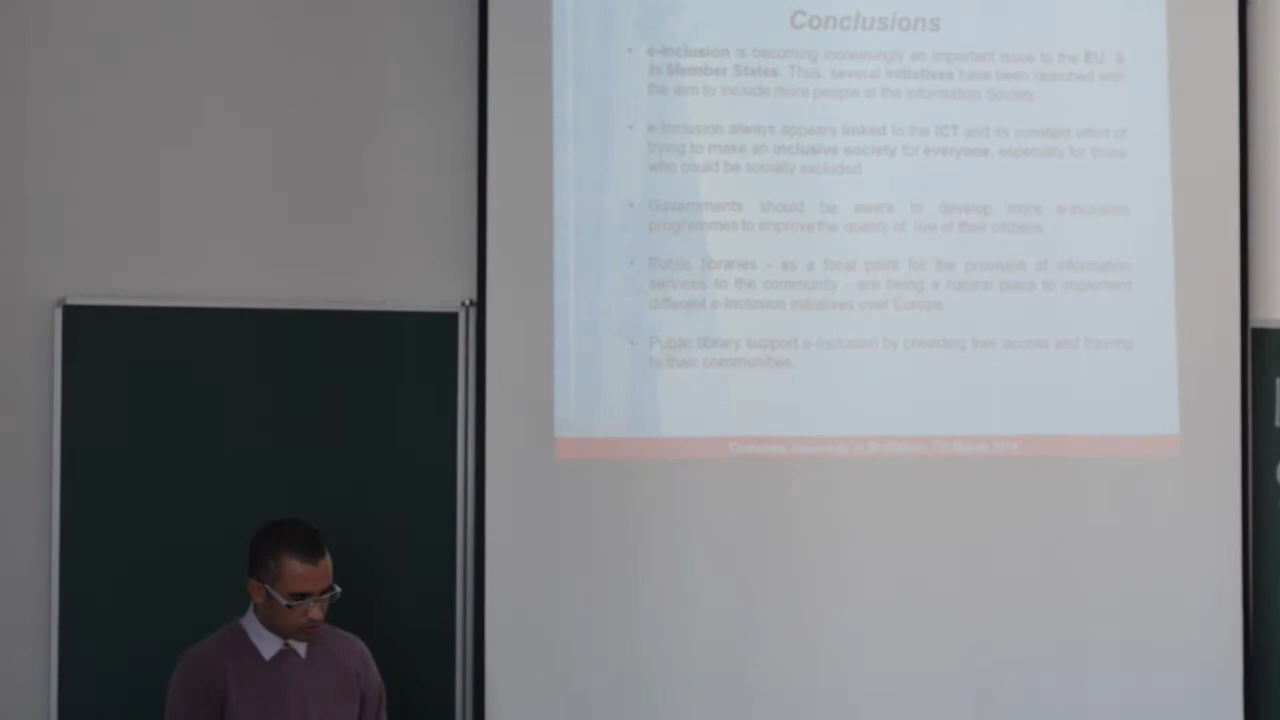 Conclusions
• e-Inclusion is becoming increasingly an important issue to the EU &
its Member States. Thus, several initiatives have been launched with
the aim to include more people at the Information Society.
• e-Inclusion always appears linked to the ICT and its constant effort of
trying to make an inclusive society for everyone, especially for those
who could be socially excluded.
• Governments should be aware to develop more e-Inclusion
programmes to improve the quality of live of their citizens.
• Public libraries - as a focal point for the provision of information
services to the community - are being a natural place to implement
different e-Inclusion initiatives over Europe.
• Public library support e-Inclusion by providing free access and training
to their communities.
University in Bratislava, March 2014